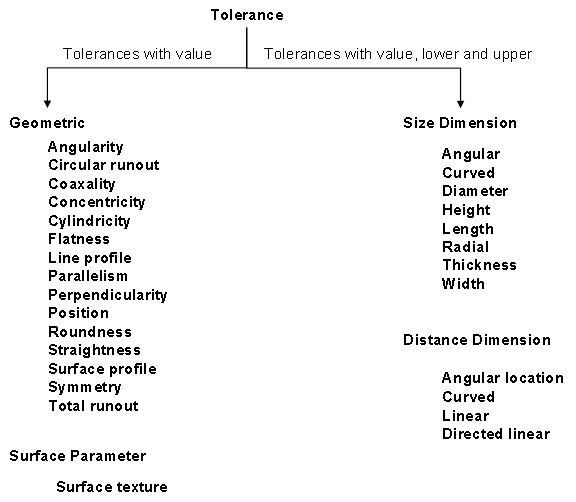 Tolerance
Tolerances with value
Tolerances with value, lower and upper
Geometric
Angularity
Circular runout
Coaxality
Concentricity
Cylindricity
Flatness
Line profile
Parallelism
Perpendicularity
Position
Roundness
Straightness
Surface profile
Symmetry
Total runout
Surface Parameter
Surface texture
Size Dimension
Angular
Curved
Diameter
Height
Length
Radial
Thickness
Width
Distance Dimension
Angular location
Curved
Linear
Directed linear